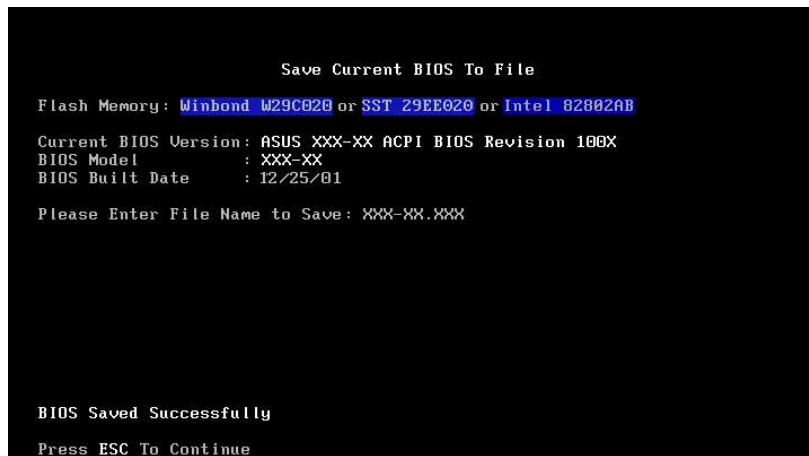 Save Current BIOS To File
Flash Memory: Winbond W29C020 or SST 29EE020 or Intel 82802AB
Current BIOS Version: ASUS XXX-XX ACPI BIOS Revision 100X
BIOS Model : XXX-XX
BIOS Built Date : 12/25/01
Please Enter File Name to Save: XXX-XX.XXX
BIOS Saved Successfully
Press ESC To Continue